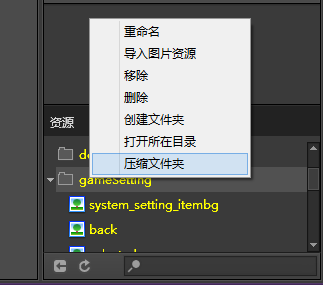 重命名
导入图片资源
移除
删除
创建文件夹
打开所在目录
压缩文件夹
资源
gameSetting
system_setting_itembg
back